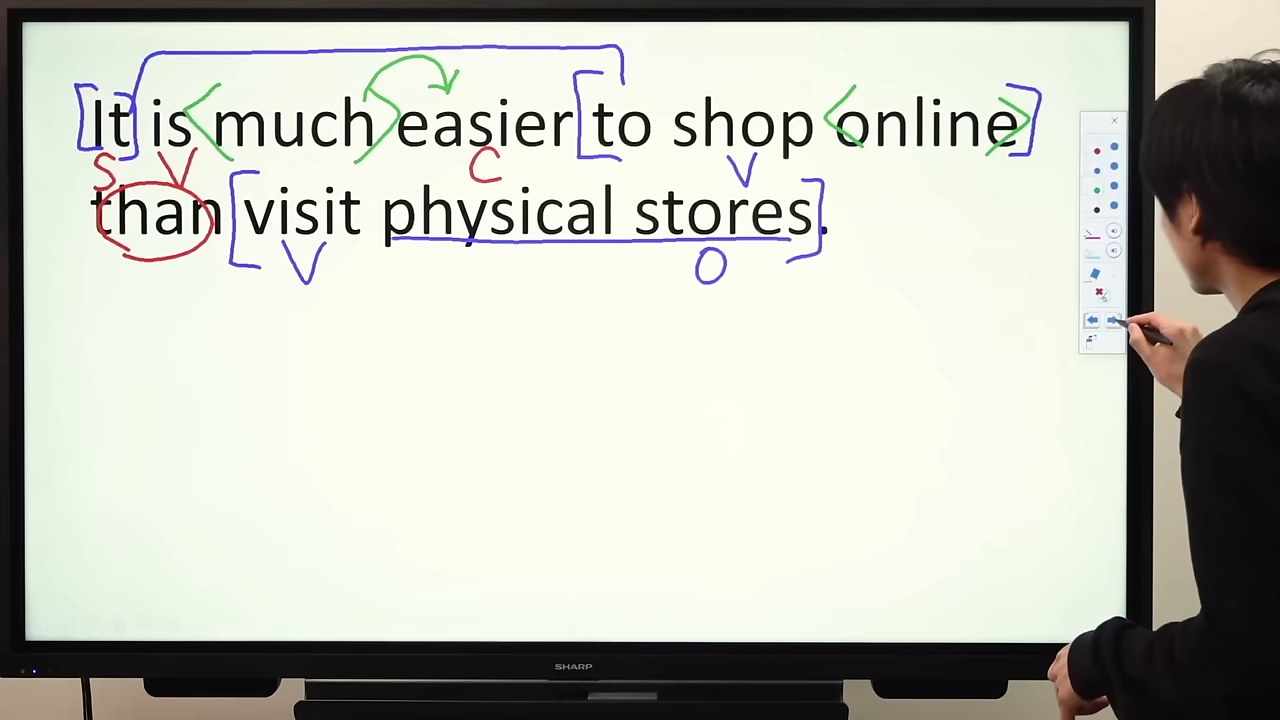 It is much easier to shop online
S V C V
than visit physical stores.
V O
SHARP